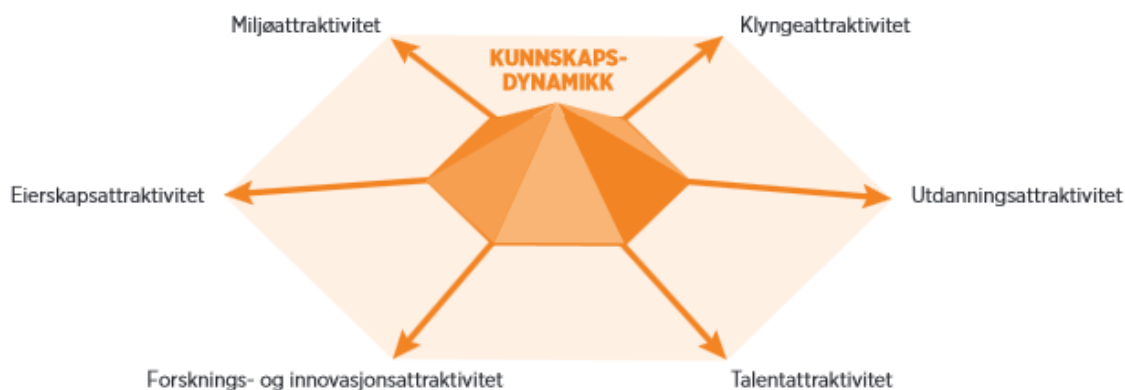 Miljøattraktivitet
Klyngeattraktivitet
KUNNSKAPS-
DYNAMIKK
Eierskapsattraktivitet
Utdanningsattraktivitet
Forsknings- og innovasjonsattraktivitet
Talentattraktivitet